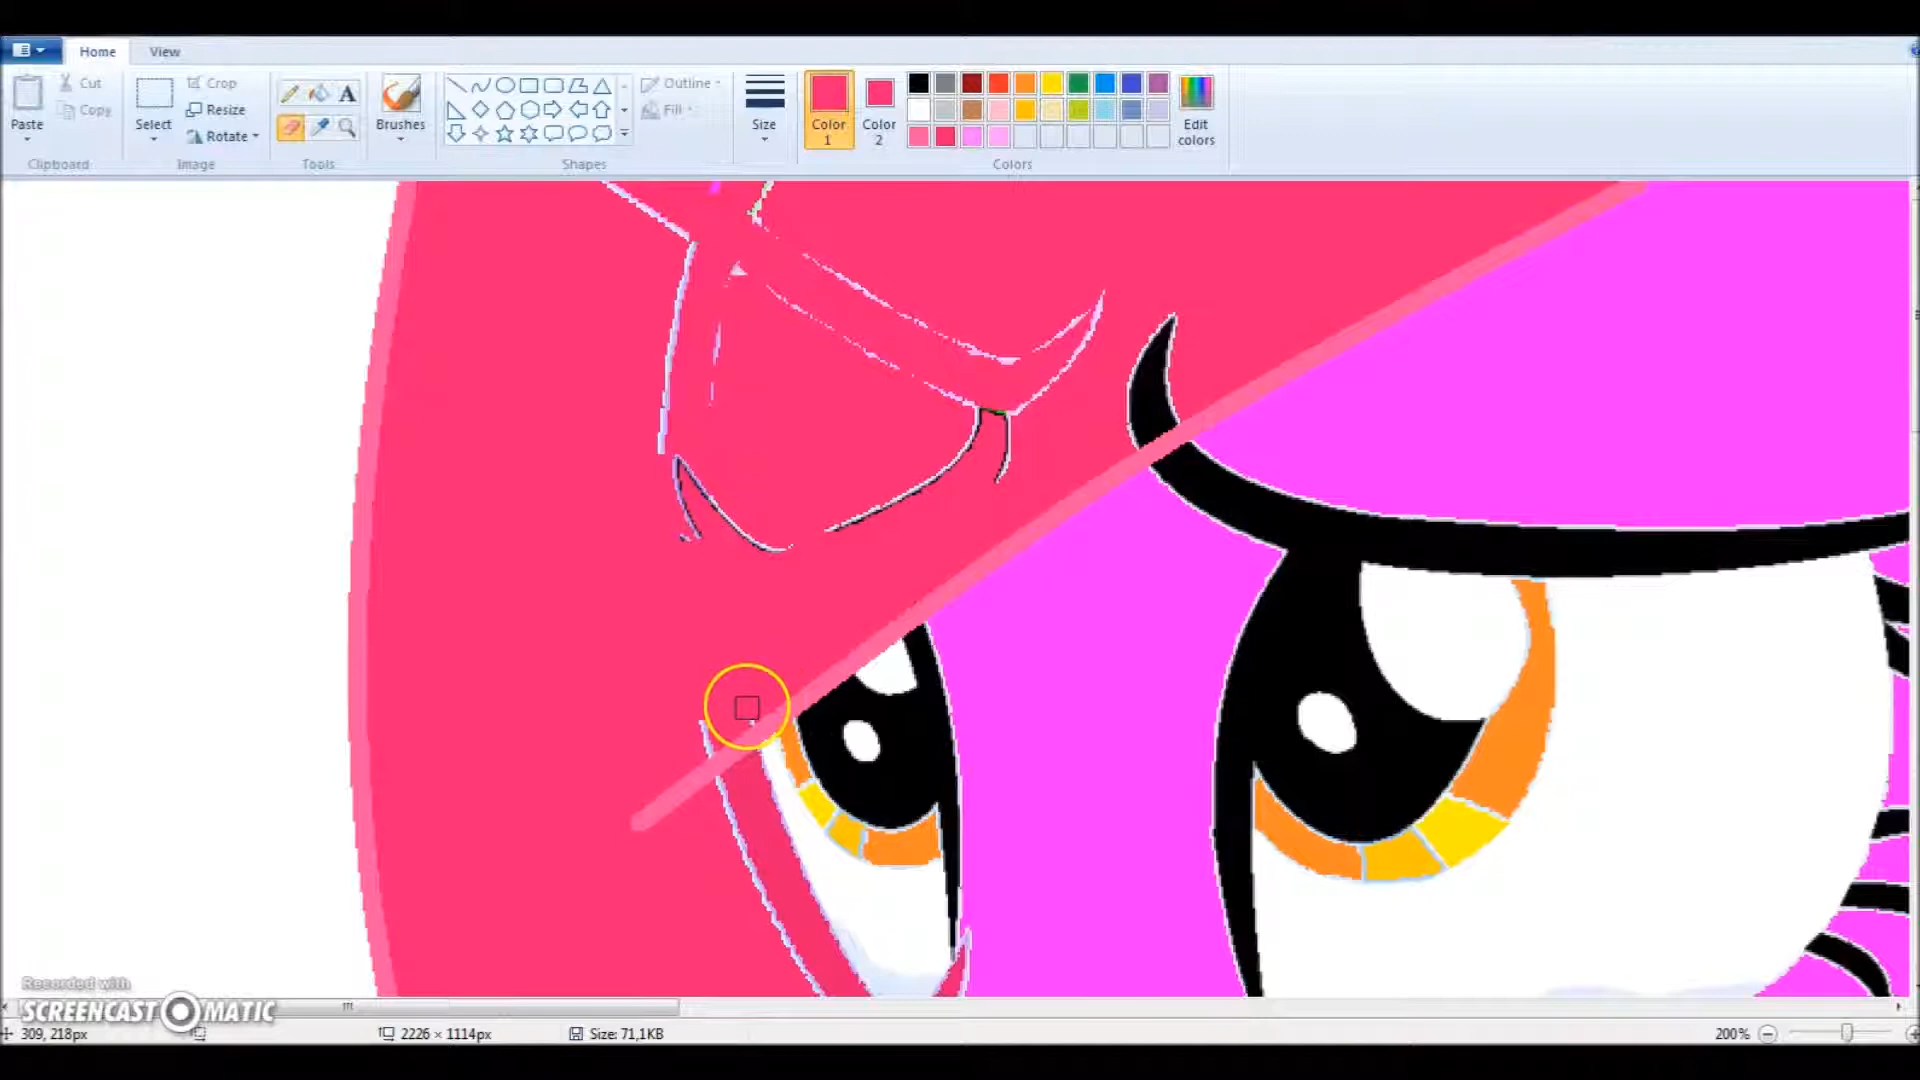 Home View
Paste
Cut
Copy
Clipboard
Select
Crop
Resize
Rotate
Image
A
Tools
Brushes
Outline
Fill
Shapes
Size
Color 1
Color 2
Edit colors
Colors
Recorded with
SCREENCAST MATIC
309, 218px
2226 × 1114px
Size: 71,1KB
200%